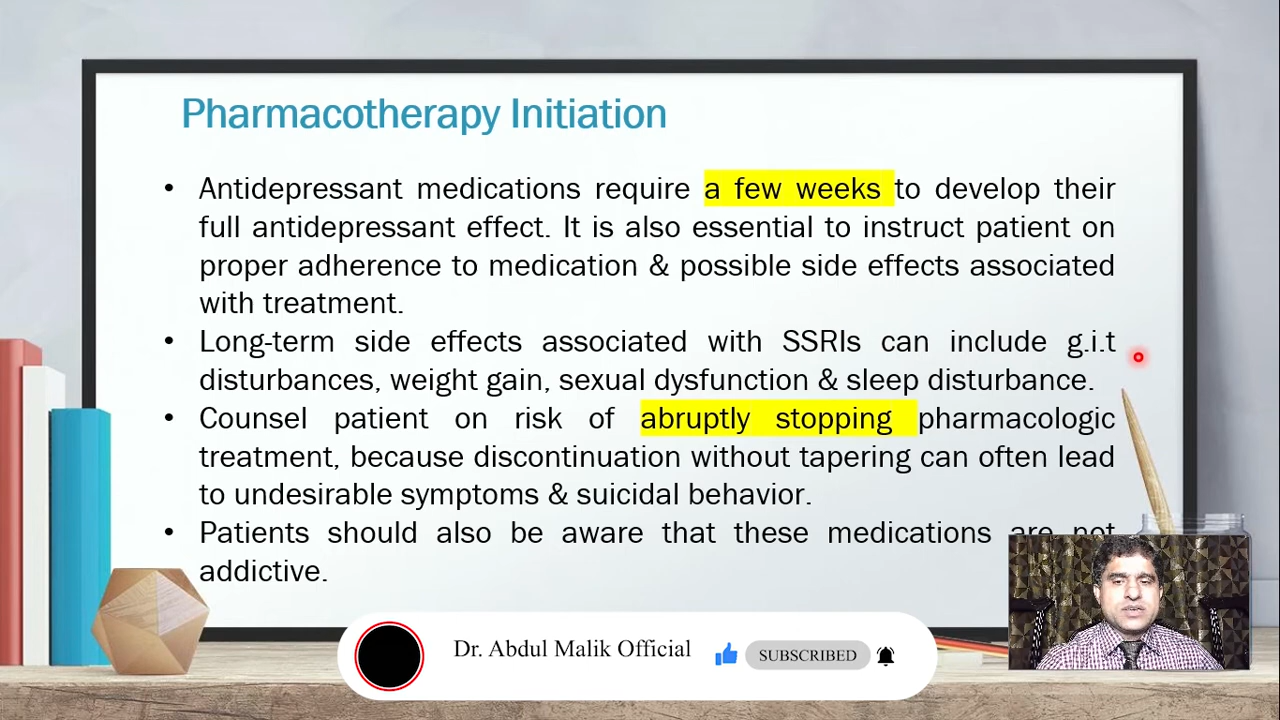 Pharmacotherapy Initiation
• Antidepressant medications require a few weeks to develop their
full antidepressant effect. It is also essential to instruct patient on
proper adherence to medication & possible side effects associated
with treatment.
• Long-term side effects associated with SSRIs can include g.i.t
disturbances, weight gain, sexual dysfunction & sleep disturbance.
• Counsel patient on risk of abruptly stopping pharmacologic
treatment, because discontinuation without tapering can often lead
to undesirable symptoms & suicidal behavior.
• Patients should also be aware that these medications are not
addictive.
Dr. Abdul Malik Official
SUBSCRIBED